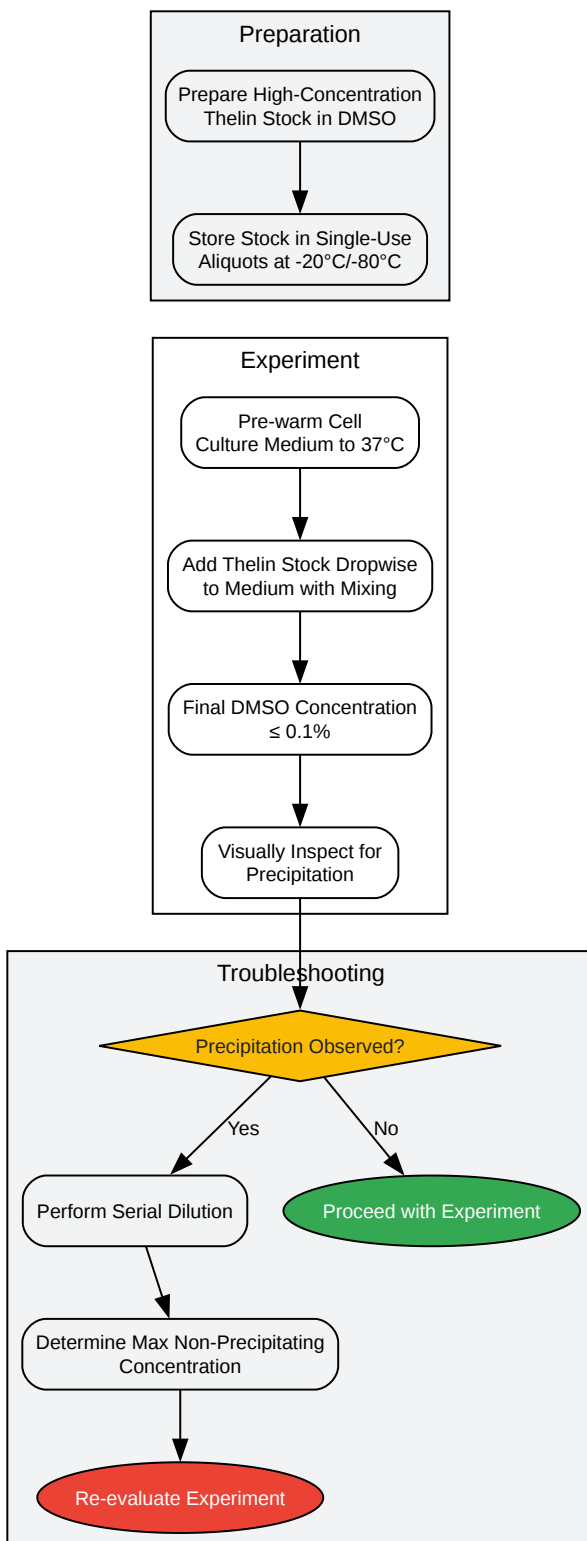 Preparation
Prepare High-Concentration
Thelin Stock in DMSO
Store Stock in Single-Use
Aliquots at -20°C/-80°C
Experiment
Pre-warm Cell
Culture Medium to 37°C
Add Thelin Stock Dropwise
to Medium with Mixing
Final DMSO Concentration
≤ 0.1%
Visually Inspect for
Precipitation
Troubleshooting
Precipitation Observed?
Yes
No
Perform Serial Dilution
Proceed with Experiment
Determine Max Non-Precipitating
Concentration
Re-evaluate Experiment